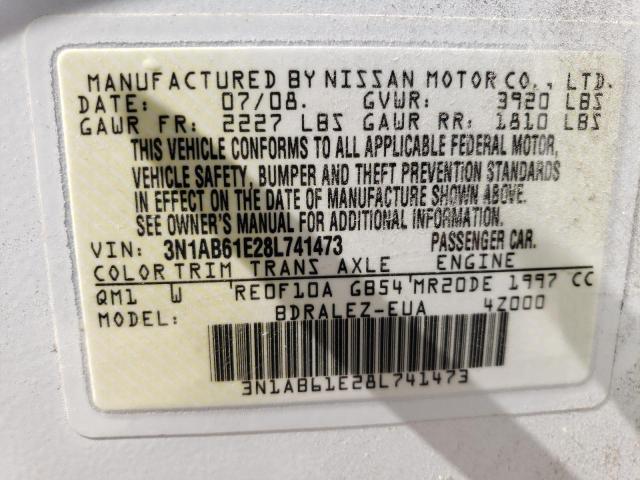 MANUFACTURED BY NISSAN MOTOR CO., LTD.
DATE: 07/08. GVWR: 3920 LBS
GAWR FR: 2227 LBS GAWR RR: 1810 LBS
THIS VEHICLE CONFORMS TO ALL APPLICABLE FEDERAL MOTOR,
VEHICLE SAFETY, BUMPER AND THEFT PREVENTION STANDARDS
IN EFFECT ON THE DATE OF MANUFACTURE SHOWN ABOVE.
SEE OWNER'S MANUAL FOR ADDITIONAL INFORMATION.
VIN: 3N1AB61E28L741473 PASSENGER CAR.
COLOR TRIM TRANS AXLE ENGINE
QM1 W RE0F10A GB54 MR20DE 1997 CC
MODEL: BDRALEZ-EUA 4Z000
3N1AB61E28L741473